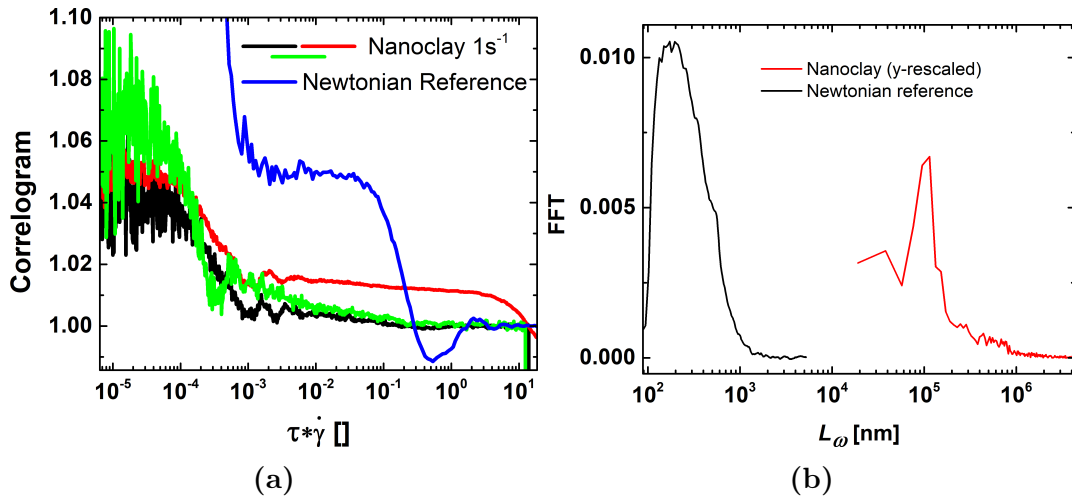 Nanoclay 1s⁻¹
Newtonian Reference
Correlogram
1.10
1.08
1.06
1.04
1.02
1.00
10⁻⁵ 10⁻⁴ 10⁻³ 10⁻² 10⁻¹ 10⁰ 10¹
τ*γ̇ []
(a)
Nanoclay (y-rescaled)
Newtonian reference
FFT
0.010
0.005
0.000
10² 10³ 10⁴ 10⁵ 10⁶
L_ω [nm]
(b)